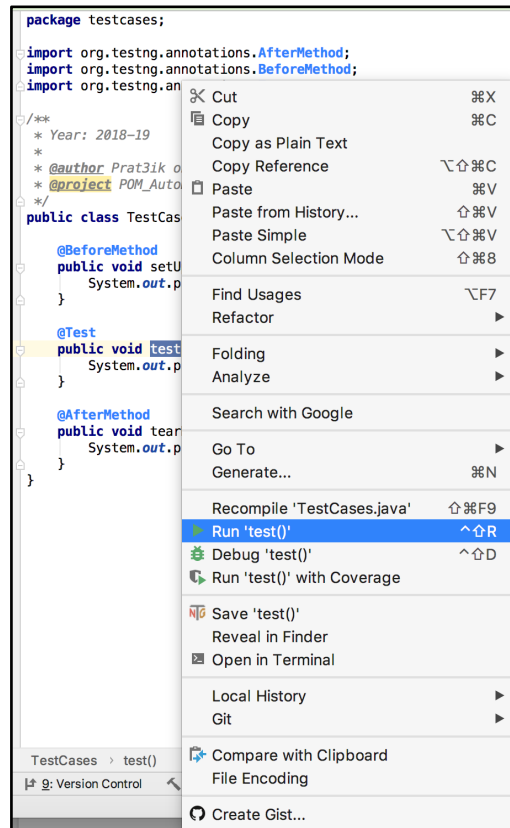 package testcases;
import org.testng.annotations.AfterMethod;
import org.testng.annotations.BeforeMethod;
import org.testng.an
/**
* Year: 2018-19
*
* @author Prat3ik o
* @project POM_Auto
*/
public class TestCas
@BeforeMethod
public void setU
System.out.p
}
@Test
public void test
System.out.p
}
@AfterMethod
public void tear
System.out.p
}
}
Cut ⌘X
Copy ⌘C
Copy as Plain Text
Copy Reference ⌥⇧⌘C
Paste ⌘V
Paste from History... ⇧⌘V
Paste Simple ⌥⇧⌘V
Column Selection Mode ⇧⌘8
Find Usages ⌥F7
Refactor
Folding
Analyze
Search with Google
Go To
Generate... ⌘N
Recompile 'TestCases.java' ⇧⌘F9
Run 'test()' ^⇧R
Debug 'test()' ^⇧D
Run 'test()' with Coverage
NG Save 'test()'
Reveal in Finder
Open in Terminal
Local History
Git
Compare with Clipboard
File Encoding
Create Gist...
TestCases › test()
9: Version Control